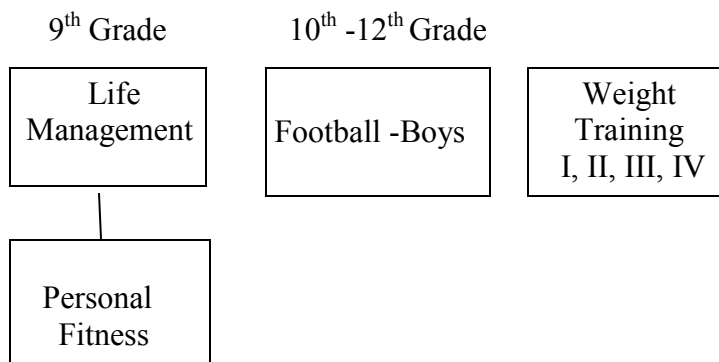 9th Grade
10th -12th Grade
Life
Management
Football -Boys
Weight
Training
I, II, III, IV
Personal
Fitness